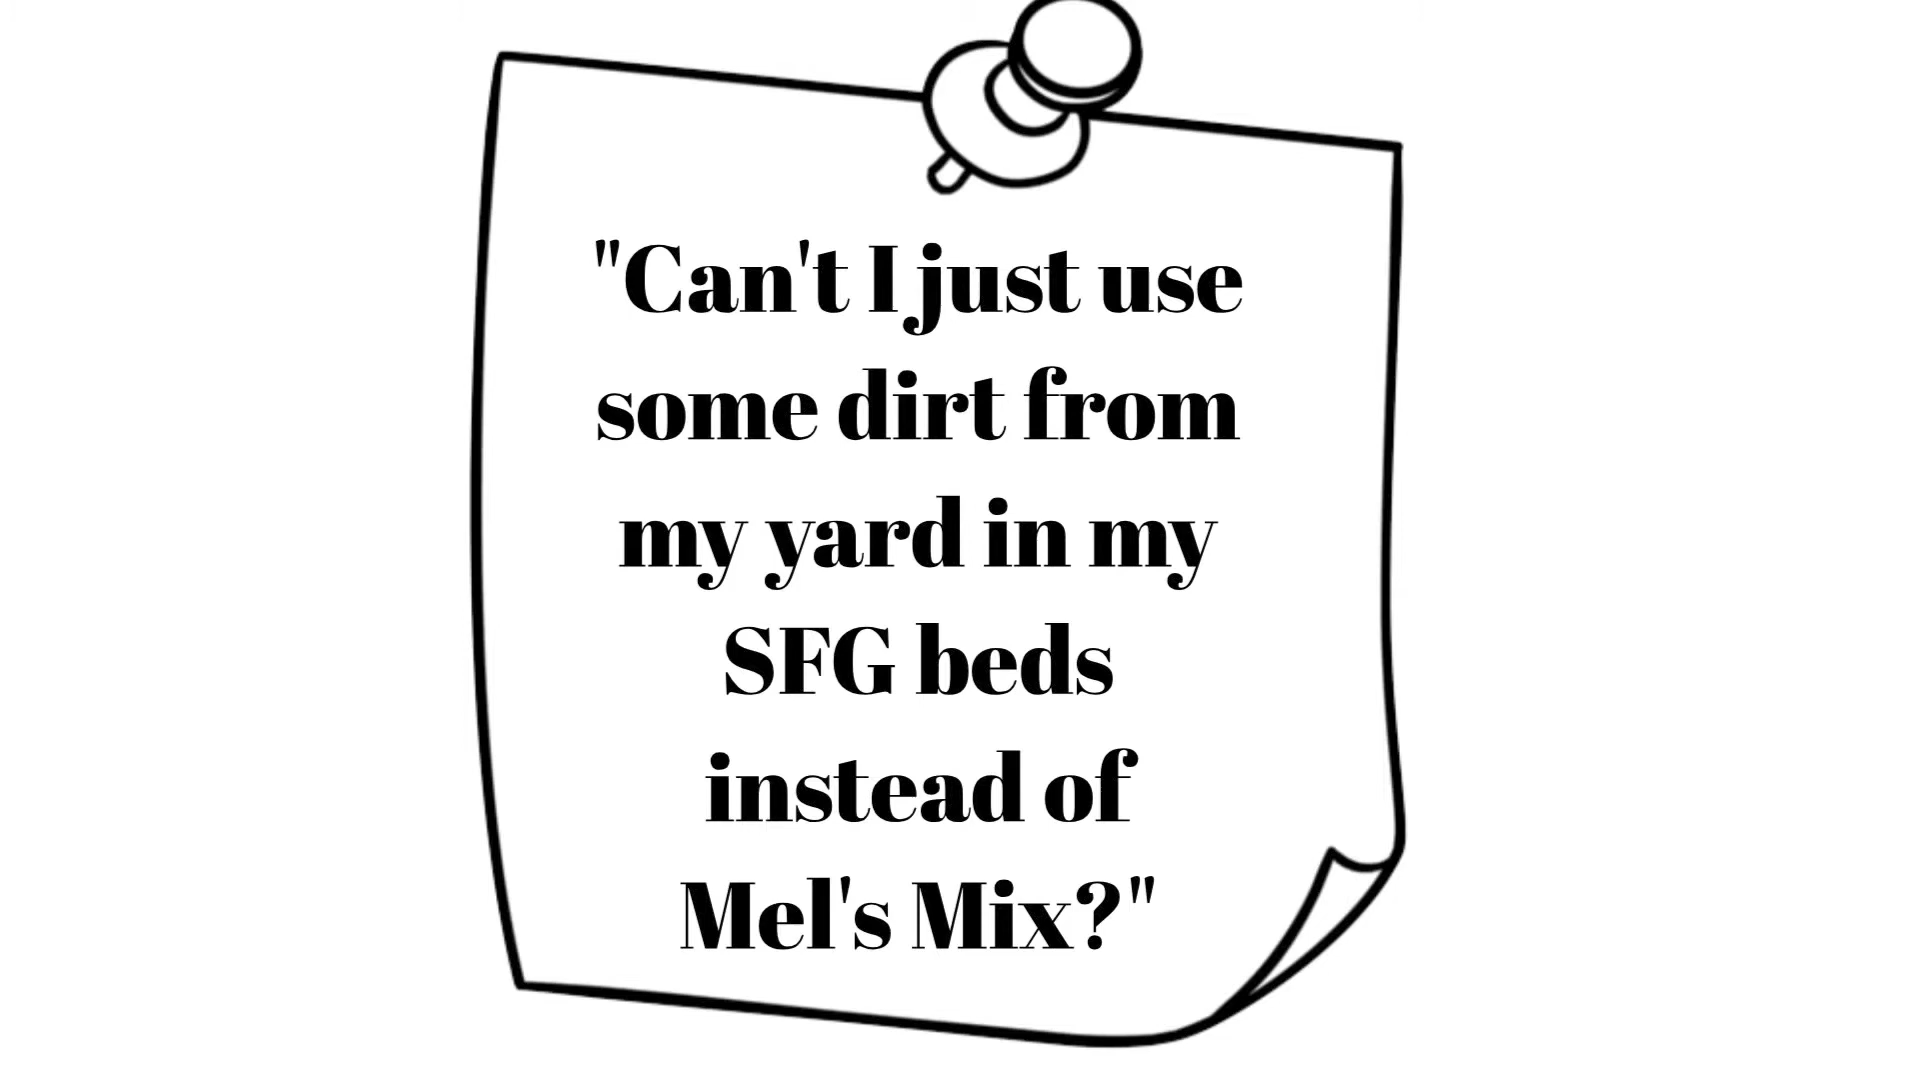 "Can't I just use
some dirt from
my yard in my
SFG beds
instead of
Mel's Mix?"